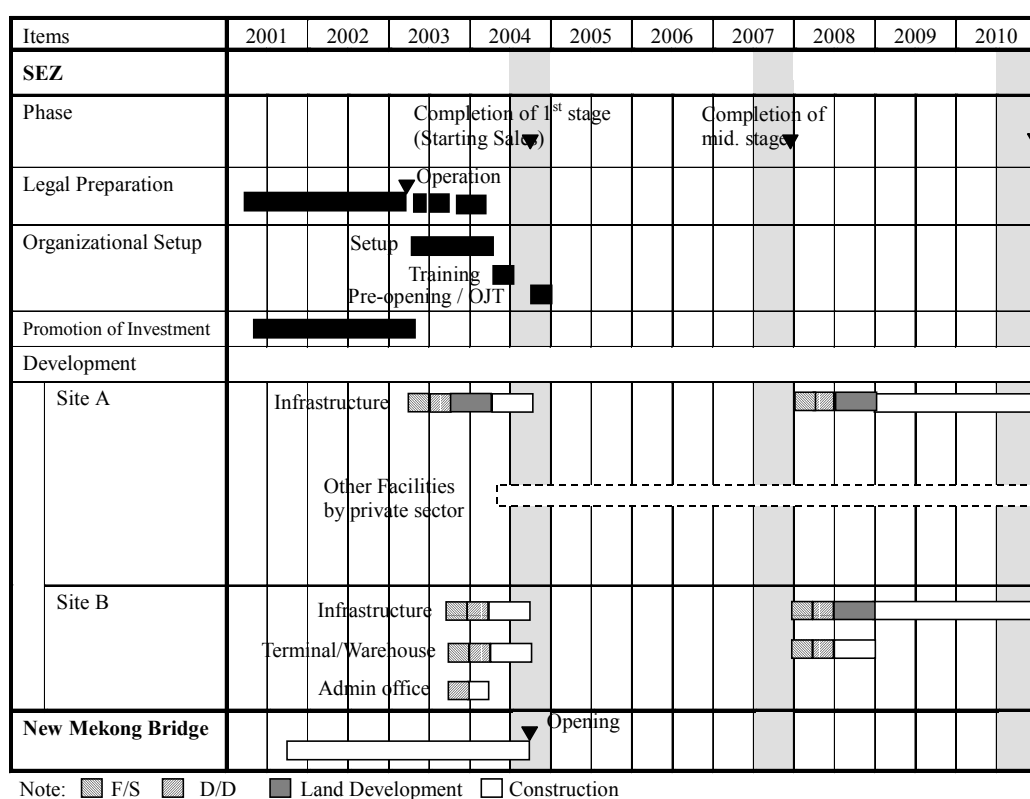 Items 2001 2002 2003 2004 2005 2006 2007 2008 2009 2010
SEZ
Phase
Completion of 1st stage
(Starting Sales)
Completion of
mid. stage
Legal Preparation
Operation
Organizational Setup
Setup
Training
Pre-opening / OJT
Promotion of Investment
Development
Site A
Infrastructure
Other Facilities
by private sector
Site B
Infrastructure
Terminal/Warehouse
Admin office
New Mekong Bridge
Opening
Note: F/S D/D Land Development Construction